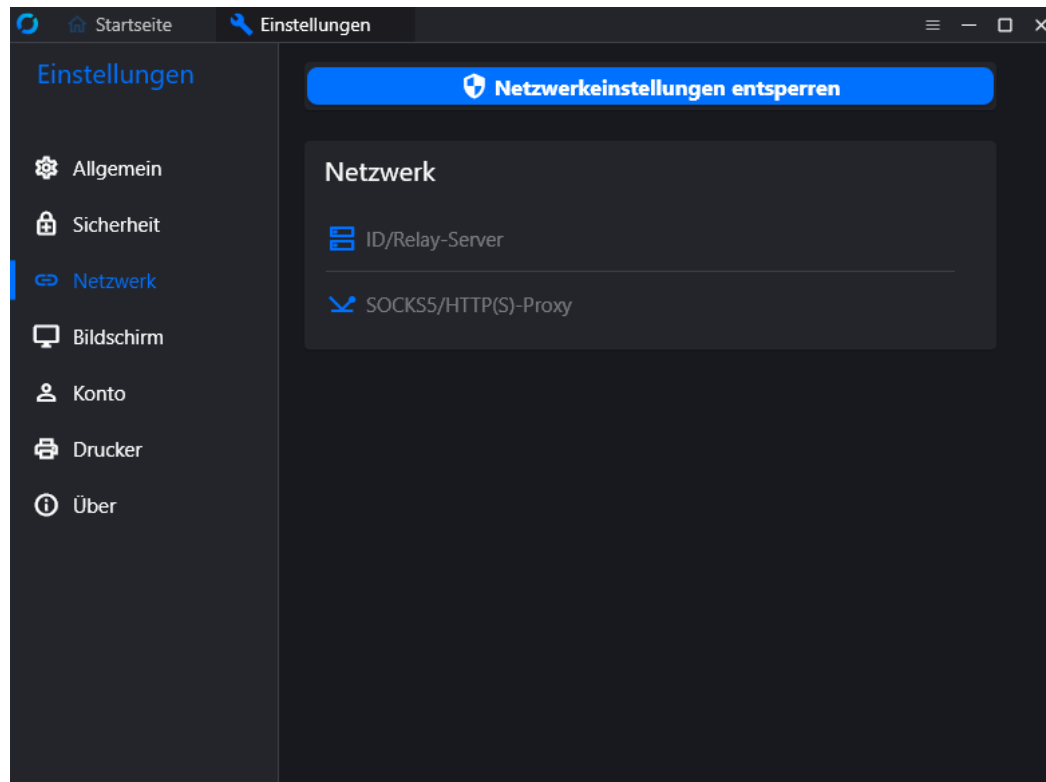 Startseite
Einstellungen
Einstellungen
Netzwerkeinstellungen entsperren
Allgemein
Netzwerk
Sicherheit
ID/Relay-Server
Netzwerk
SOCKS5/HTTP(S)-Proxy
Bildschirm
Konto
Drucker
Über